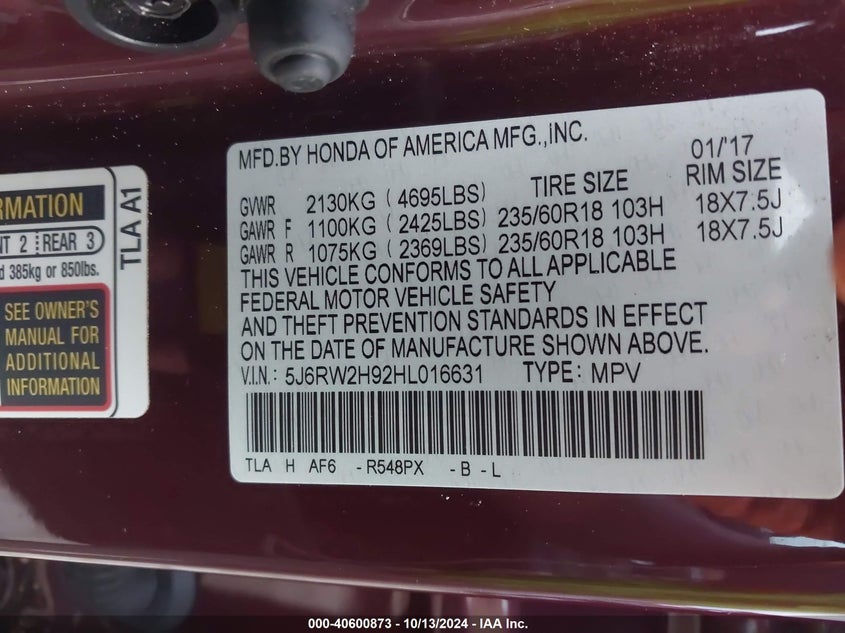 RMATION
NT 2 REAR 3
d 385kg or 850lbs.
SEE OWNER'S
MANUAL FOR
ADDITIONAL
INFORMATION
TLA A1
MFD.BY HONDA OF AMERICA MFG.,INC. 01/'17
TIRE SIZE RIM SIZE
GVWR 2130KG ( 4695LBS)
GAWR F 1100KG ( 2425LBS) 235/60R18 103H 18X7.5J
GAWR R 1075KG ( 2369LBS) 235/60R18 103H 18X7.5J
THIS VEHICLE CONFORMS TO ALL APPLICABLE
FEDERAL MOTOR VEHICLE SAFETY
AND THEFT PREVENTION STANDARDS IN EFFECT
ON THE DATE OF MANUFACTURE SHOWN ABOVE.
V.I.N.: 5J6RW2H92HL016631 TYPE: MPV
TLA H AF6 -R548PX -B -L
000-40600873 - 10/13/2024 - IAA Inc.